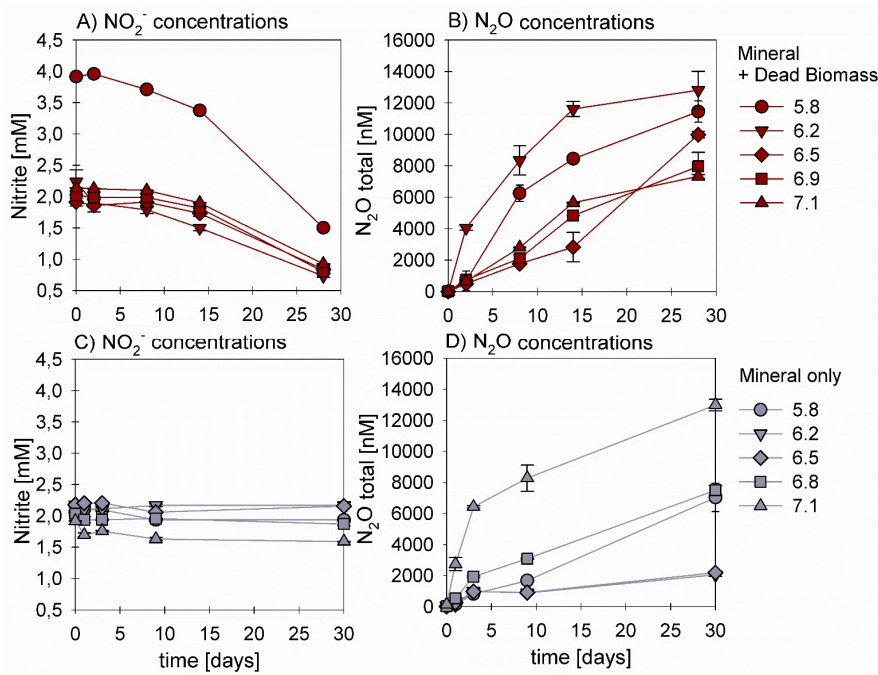 A) NO₂⁻ concentrations
4,5
4,0
3,5
3,0
2,5
2,0
1,5
1,0
0,5
Nitrite [mM]
0 5 10 15 20 25 30
B) N₂O concentrations
16000
14000
12000
10000
8000
6000
4000
2000
0
N₂O total [nM]
0 5 10 15 20 25 30
Mineral
+ Dead Biomass
5.8
6.2
6.5
6.9
7.1
C) NO₂⁻ concentrations
4,5
4,0
3,5
3,0
2,5
2,0
1,5
1,0
0,5
Nitrite [mM]
0 5 10 15 20 25 30
time [days]
D) N₂O concentrations
16000
14000
12000
10000
8000
6000
4000
2000
0
N₂O total [nM]
0 5 10 15 20 25 30
time [days]
Mineral only
5.8
6.2
6.5
6.8
7.1